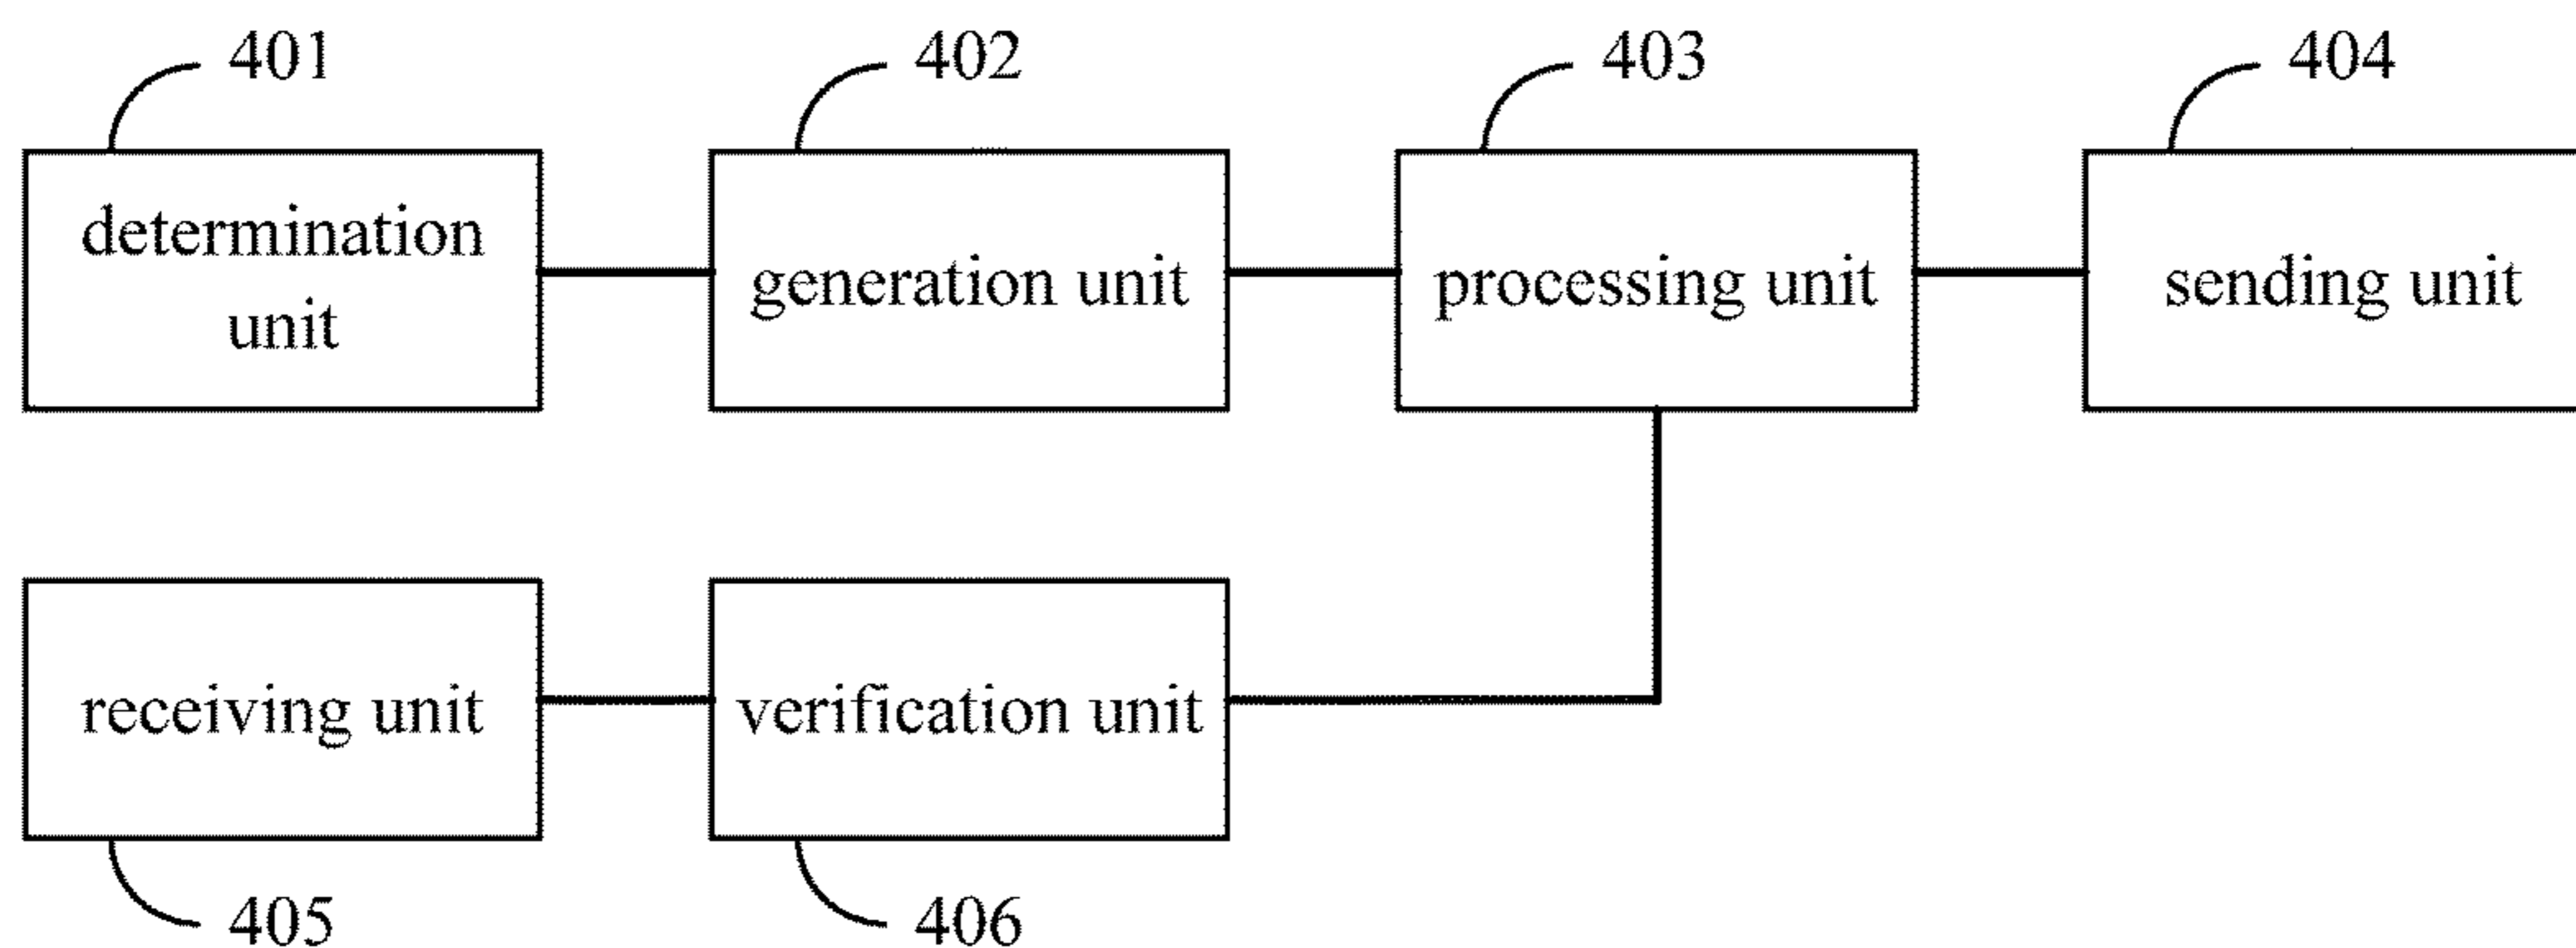 401
402
403
404
determination
unit
generation unit
processing unit
sending unit
receiving unit
verification unit
405
406